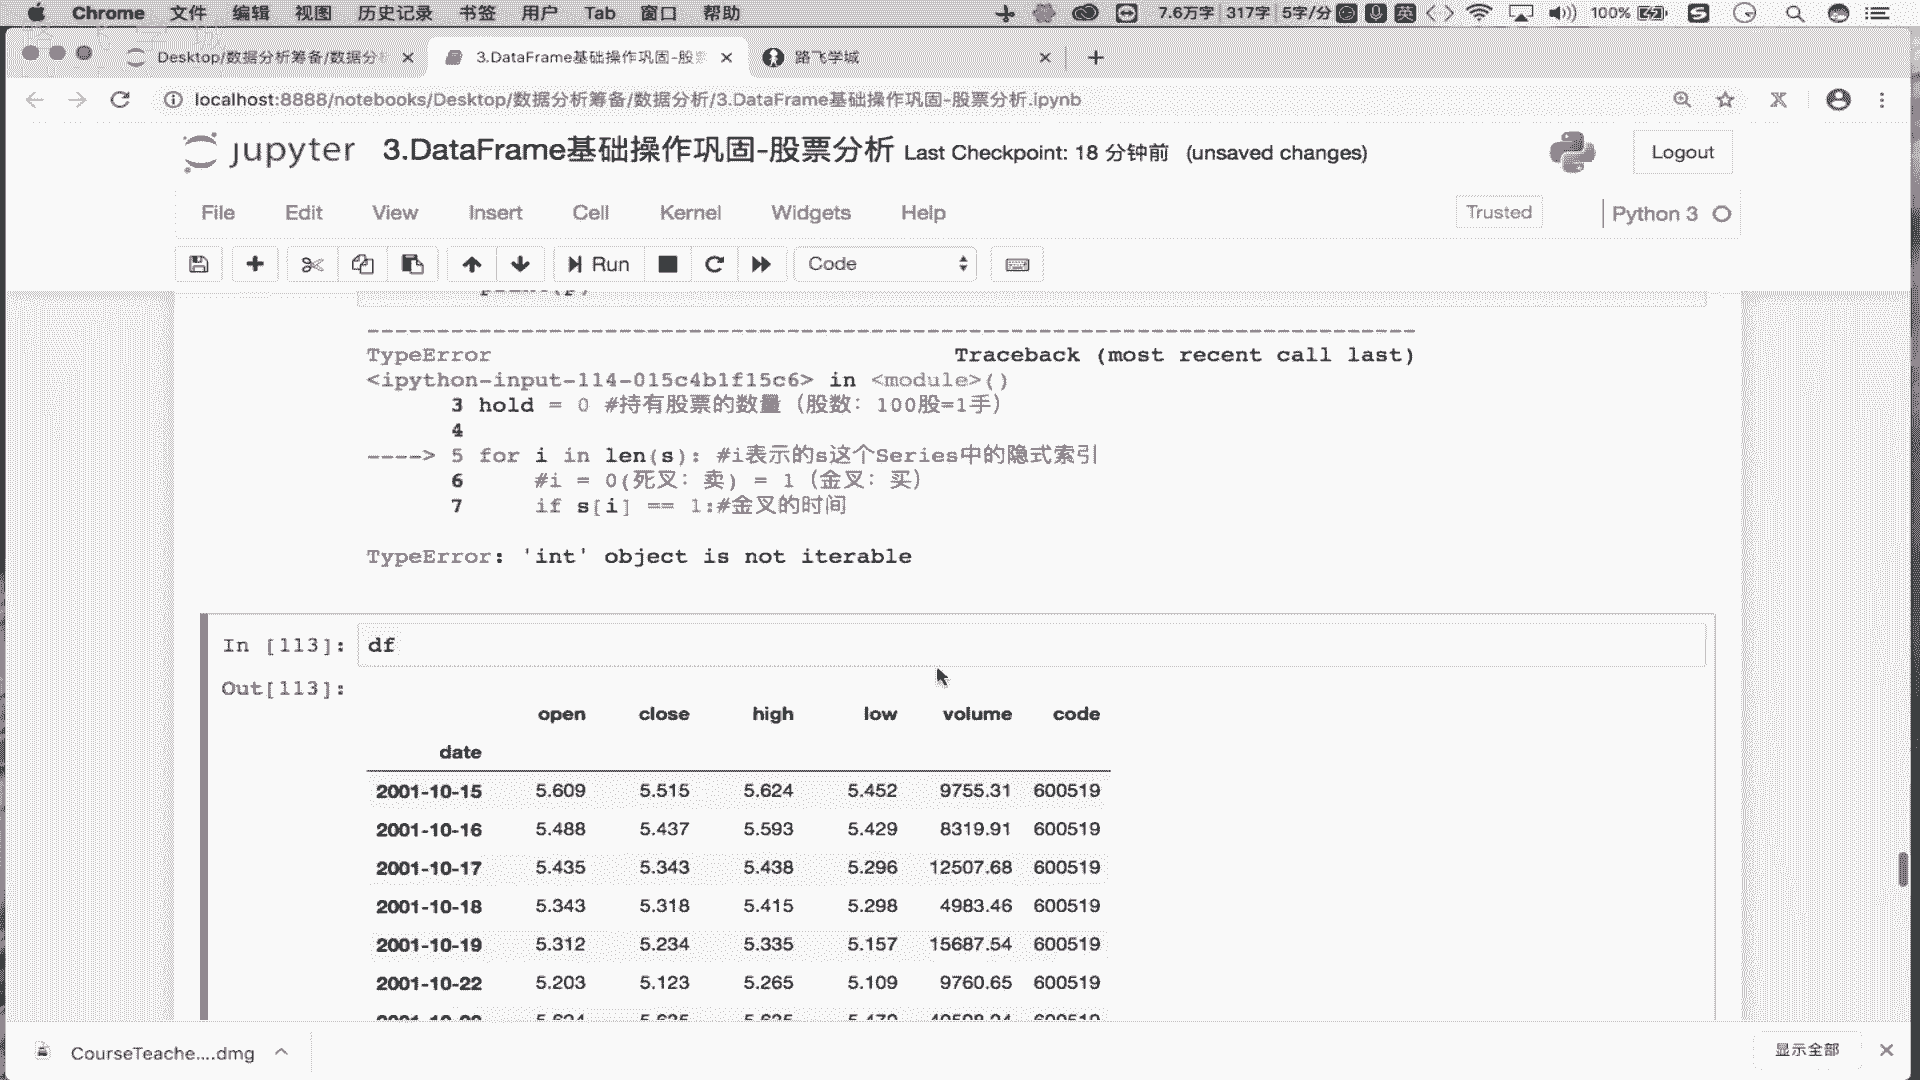 Chrome 文件 编辑 视图 历史记录 书签 用户 Tab 窗口 帮助 7.6万字 317字 5字/分 英 100%
Desktop/数据分析筹备/数据分 3.DataFrame基础操作巩固-股 路飞学城
localhost:8888/notebooks/Desktop/数据分析筹备/数据分析/3.DataFrame基础操作巩固-股票分析.ipynb
jupyter 3.DataFrame基础操作巩固-股票分析 Last Checkpoint: 18 分钟前 (unsaved changes) Logout
File Edit View Insert Cell Kernel Widgets Help Trusted Python 3
Run Code
---------------------------------------------------------------------------
TypeError Traceback (most recent call last)
<ipython-input-114-015c4b1f15c6> in <module>()
3 hold = 0 #持有股票的数量（股数：100股=1手）
4
----> 5 for i in len(s): #i表示的s这个Series中的隐式索引
6 #i = 0(死叉：卖) = 1（金叉：买）
7 if s[i] == 1:#金叉的时间
TypeError: 'int' object is not iterable
In [113]: df
Out[113]:
open close high low volume code
date
2001-10-15 5.609 5.515 5.624 5.452 9755.31 600519
2001-10-16 5.488 5.437 5.593 5.429 8319.91 600519
2001-10-17 5.435 5.343 5.438 5.296 12507.68 600519
2001-10-18 5.343 5.318 5.415 5.298 4983.46 600519
2001-10-19 5.312 5.234 5.335 5.157 15687.54 600519
2001-10-22 5.203 5.123 5.265 5.109 9760.65 600519
CourseTeache....dmg 显示全部